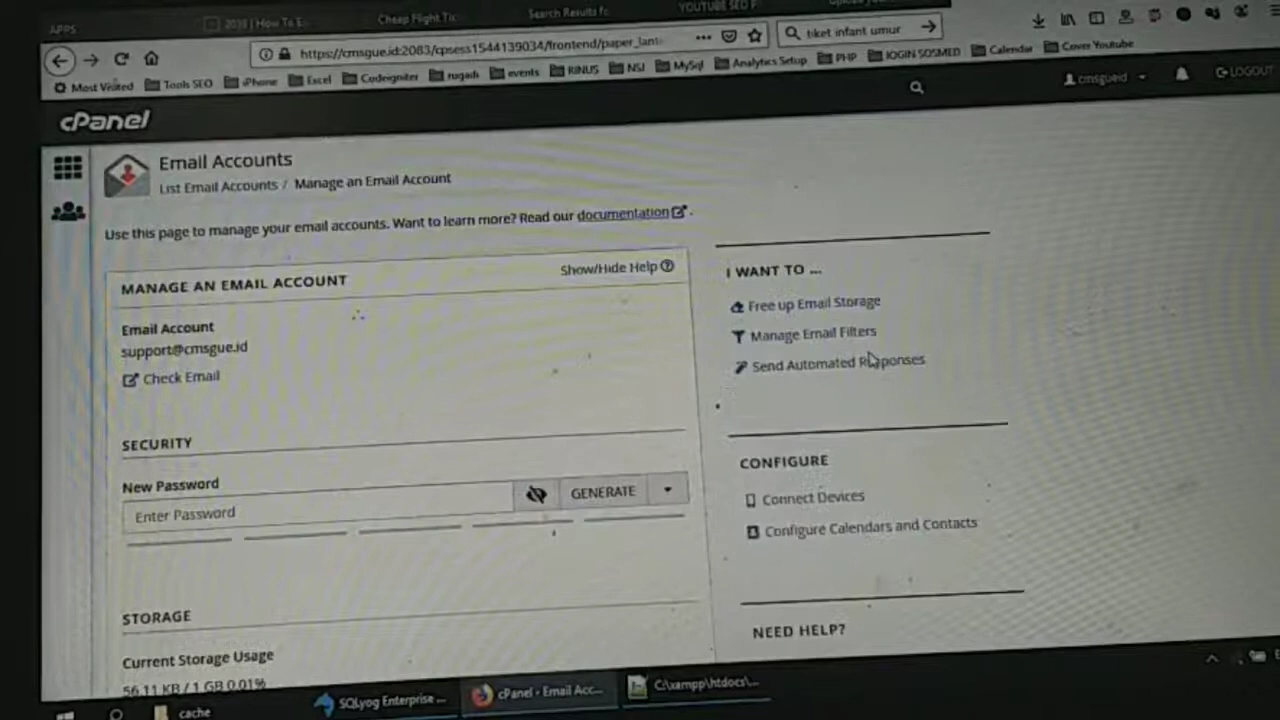 APPS
2038 | How To E
Cheap Flight Tic
Search Results fo
YOUTUBE SEO F
https://cmsgue.id:2083/cpsess1544139034/frontend/paper_lant
tiket infant umur
Most Visited Tools SEO iPhone Excel Codeigniter rugadi events RINUS NSI MySql Analytics Setup PHP lOGIN SOSMED Calendar Cover Youtube
cPanel
cmsgueid
LOGOUT
Email Accounts
List Email Accounts / Manage an Email Account
Use this page to manage your email accounts. Want to learn more? Read our documentation.
MANAGE AN EMAIL ACCOUNT
Show/Hide Help
Email Account
support@cmsgue.id
Check Email
SECURITY
New Password
Enter Password
GENERATE
STORAGE
Current Storage Usage
56.11 KB / 1 GB 0.01%
I WANT TO ...
Free up Email Storage
Manage Email Filters
Send Automated Responses
CONFIGURE
Connect Devices
Configure Calendars and Contacts
NEED HELP?
cache
SQLyog Enterprise ...
cPanel - Email Acc...
C:\xampp\htdocs\...